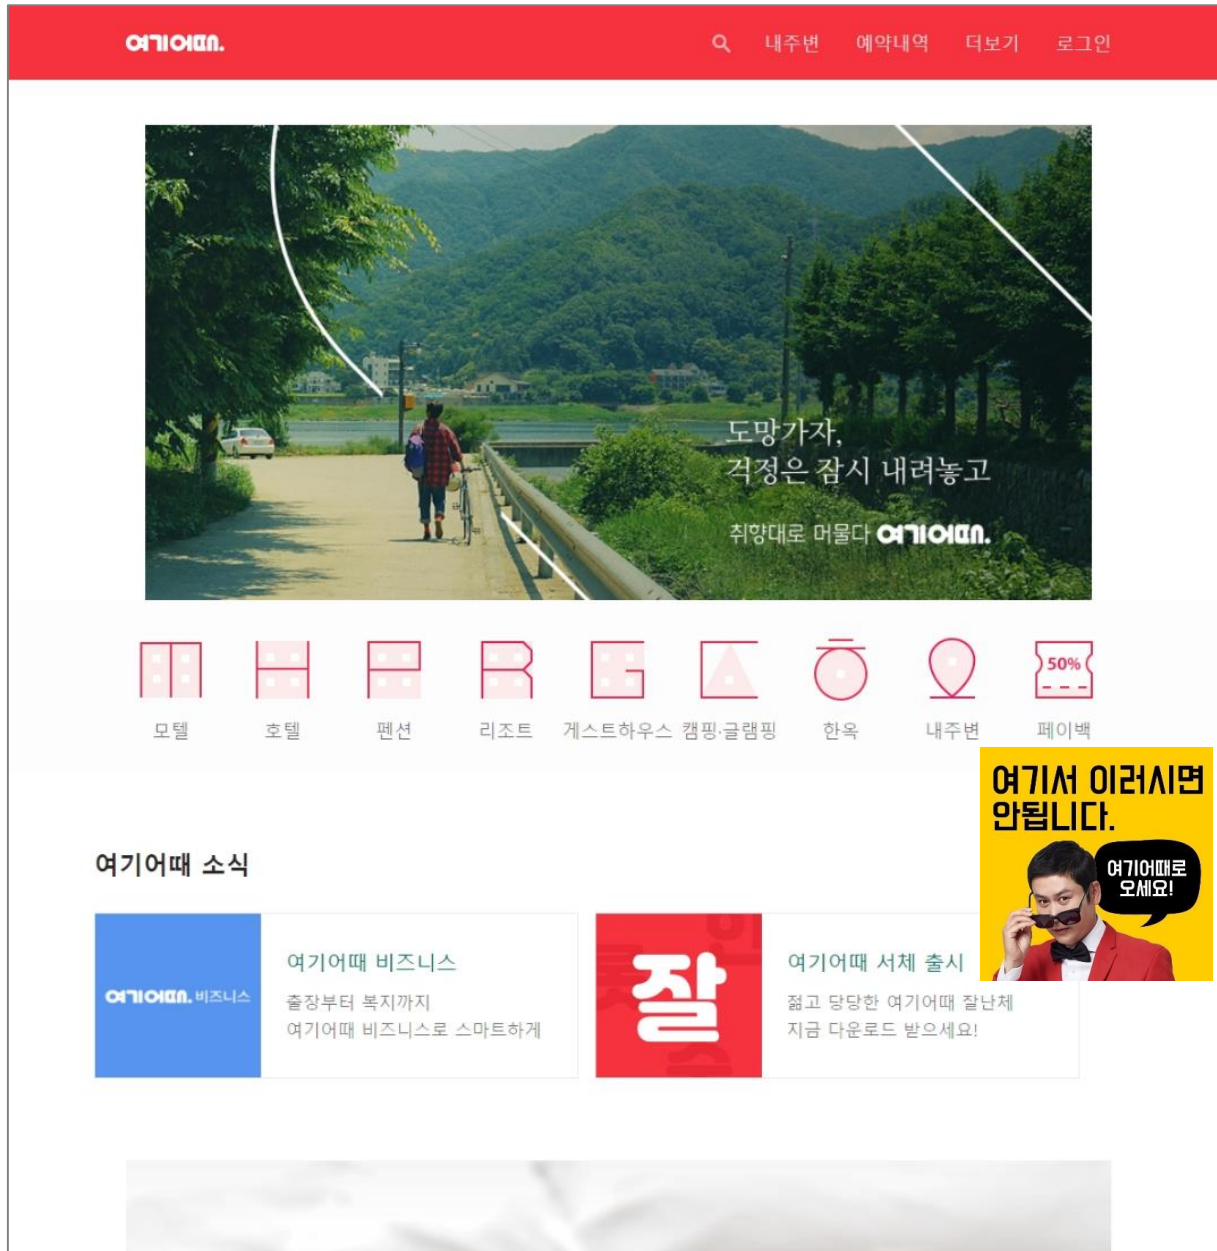 여기어때.
내주변 예약내역 더보기 로그인
도망가자,
걱정은 잠시 내려놓고
취향대로 머물다 여기어때.
50%
모텔 호텔 펜션 리조트 게스트하우스 캠핑·글램핑 한옥 내주변 페이백
여기서 이러시면
안됩니다.
여기어때로
오세요!
여기어때 소식
여기어때. 비즈니스
여기어때 비즈니스
출장부터 복지까지
여기어때 비즈니스로 스마트하게
잘
여기어때 서체 출시
젊고 당당한 여기어때 잘난체
지금 다운로드 받으세요!